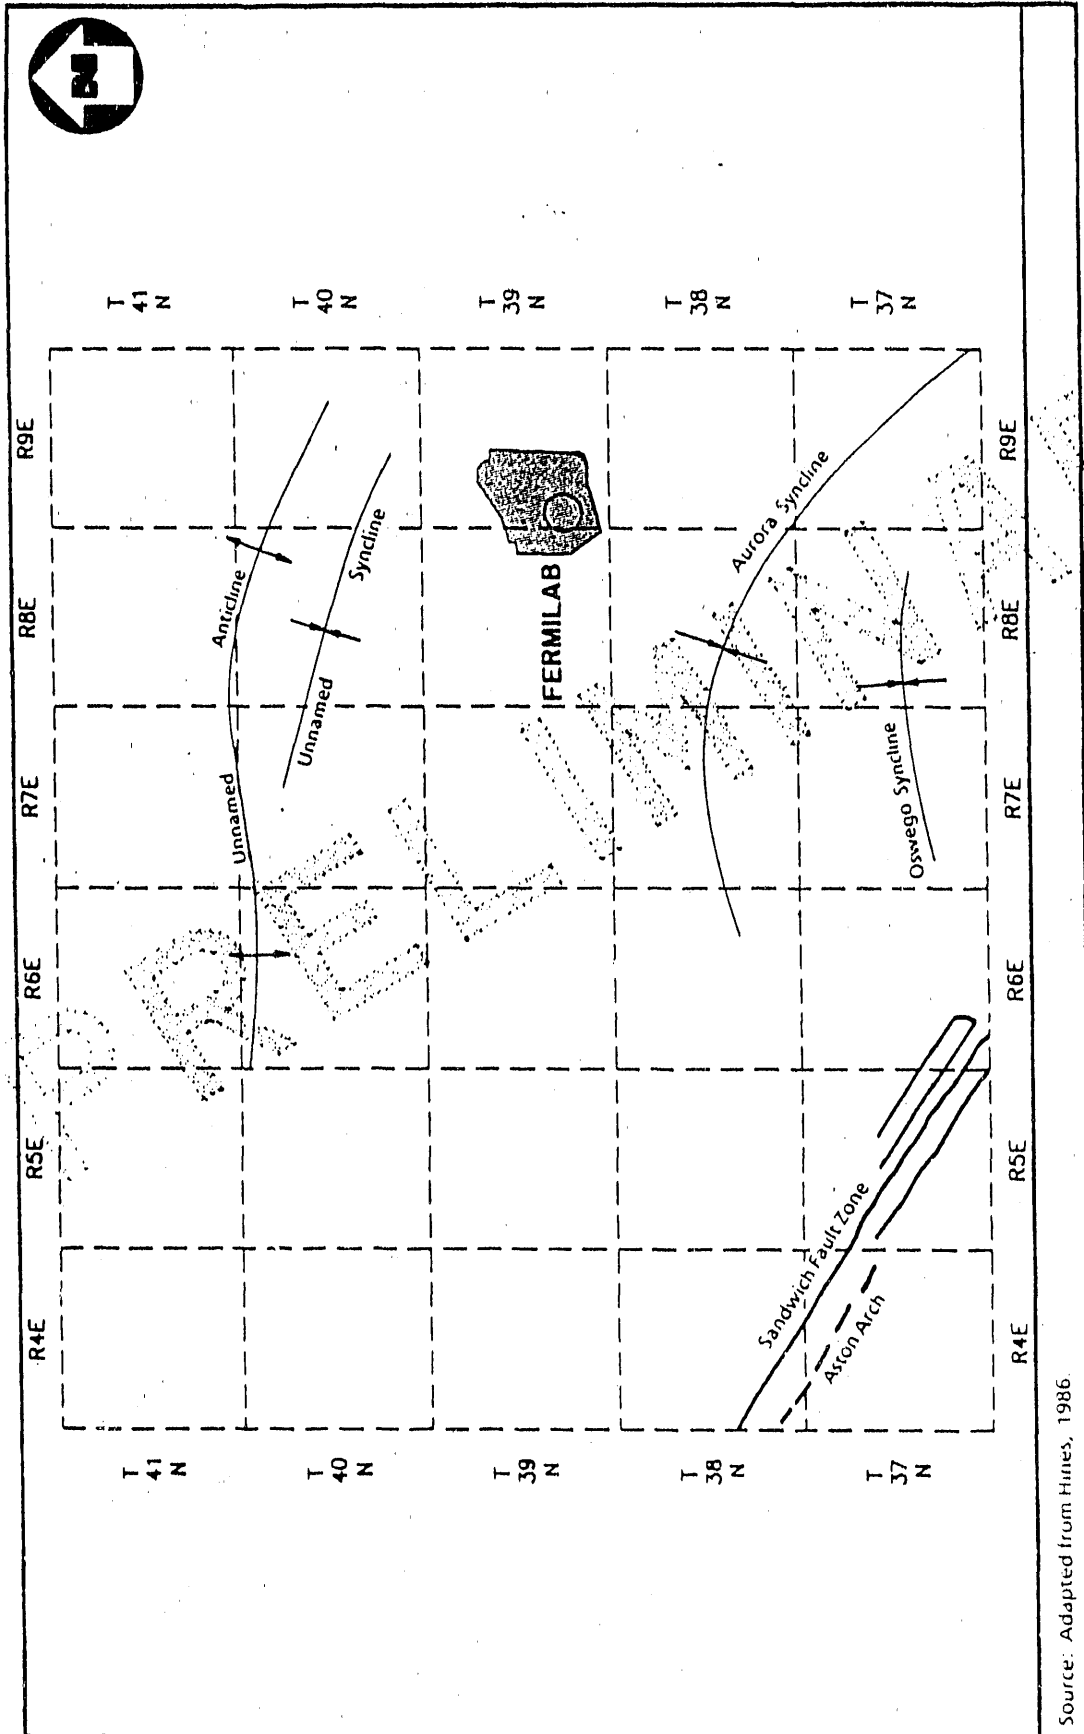 N
R4E R5E R6E R7E R8E R9E
T
41
N
T
41
N
Unnamed Anticline
T
40
N
T
40
N
Unnamed Syncline
T
39
N
T
39
N
FERMILAB
T
38
N
T
38
N
Aurora Syncline
Sandwich Fault Zone
T
37
N
T
37
N
Aston Arch
Oswego Syncline
R4E R5E R6E R7E R8E R9E
PRELIMINARY
Source: Adapted from Hines, 1986.